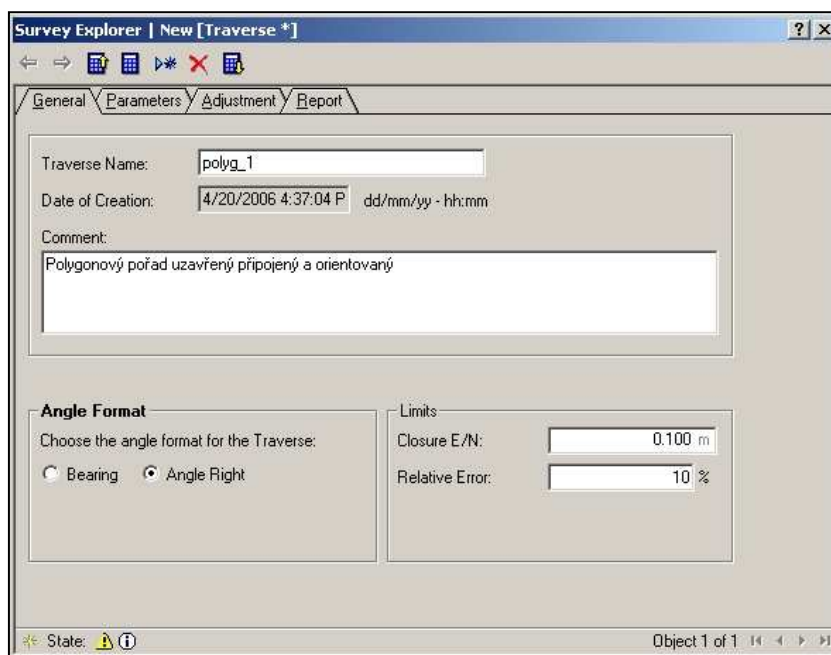 Survey Explorer | New [Traverse *]
General Parameters Adjustment Report
Traverse Name: polyg_1
Date of Creation: 4/20/2006 4:37:04 P dd/mm/yy - hh:mm
Comment:
Polygonový pořad uzavřený připojený a orientovaný
Angle Format
Choose the angle format for the Traverse:
Bearing Angle Right
Limits
Closure E/N: 0.100 m
Relative Error: 10 %
State: Object 1 of 1